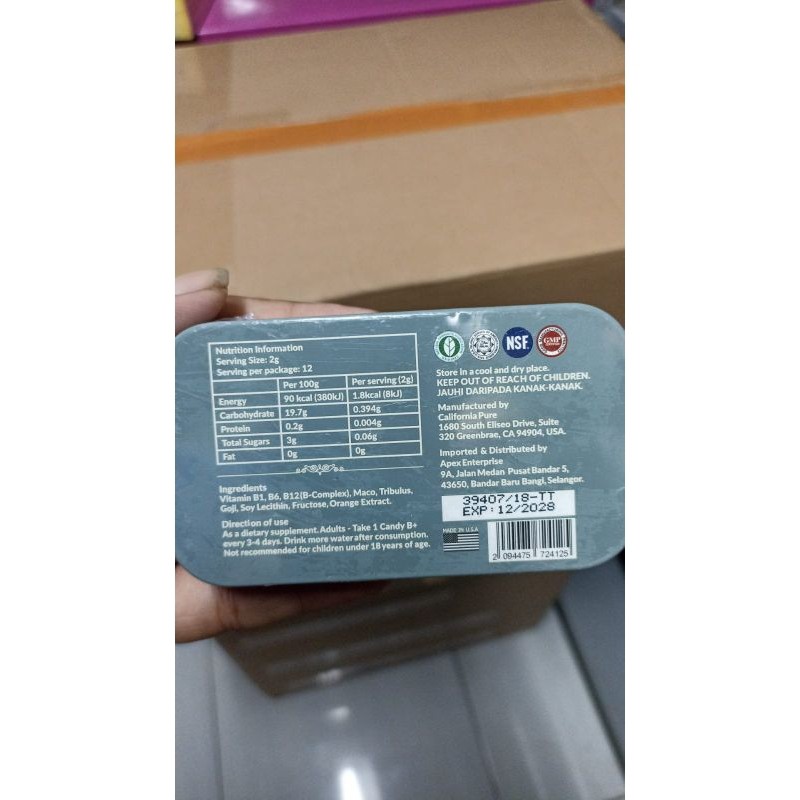 Nutrition Information
Serving Size: 2g
Serving per package: 12
Per 100g Per serving (2g)
Energy 90 kcal (380kJ) 1.8kcal (8kJ)
Carbohydrate 19.7g 0.394g
Protein 0.2g 0.004g
Total Sugars 3g 0.06g
Fat 0g 0g
Ingredients
Vitamin B1, B6, B12(B-Complex), Maco, Tribulus,
Goji, Soy Lecithin, Fructose, Orange Extract.
Direction of use
As a dietary supplement. Adults - Take 1 Candy B+
every 3-4 days. Drink more water after consumption.
Not recommended for children under 18 years of age.
NSF
GMP
Store in a cool and dry place.
KEEP OUT OF REACH OF CHILDREN.
JAUHI DARIPADA KANAK-KANAK.
Manufactured by
California Pure
1680 South Eliseo Drive, Suite
320 Greenbrae, CA 94904, USA.
Imported & Distributed by
Apex Enterprise
9A, Jalan Medan Pusat Bandar 5,
43650, Bandar Baru Bangi, Selangor.
39407/18-TT
EXP:12/2028
MADE IN U.S.A
2 094475 724125